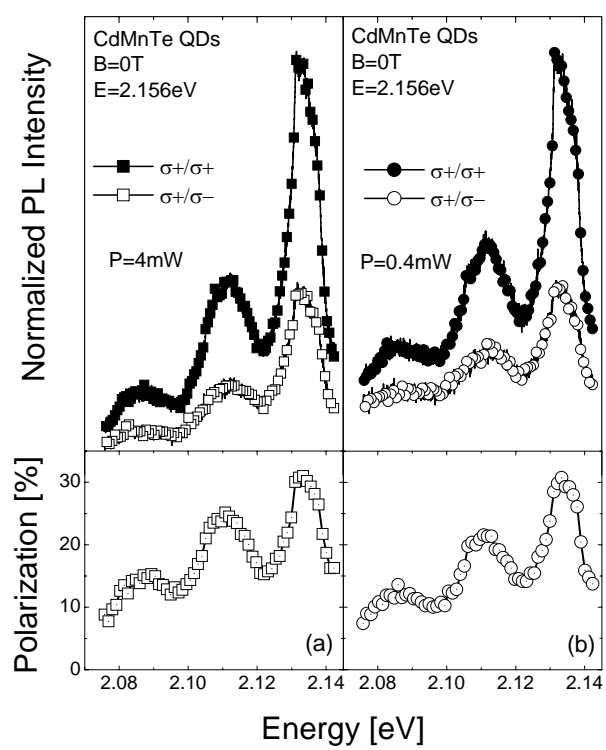 CdMnTe QDs
B=0T
E=2.156eV
σ+/σ+
σ+/σ−
P=4mW
CdMnTe QDs
B=0T
E=2.156eV
σ+/σ+
σ+/σ−
P=0.4mW
Normalized PL Intensity
30
20
10
0
Polarization [%]
(a)
(b)
2.08 2.10 2.12 2.14 2.08 2.10 2.12 2.14
Energy [eV]